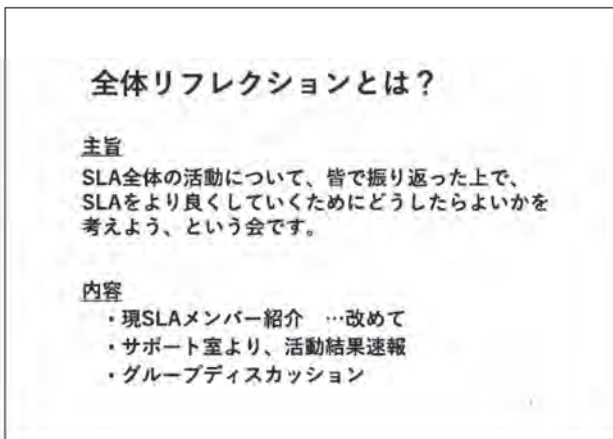 全体リフレクションとは?
主旨
SLA全体の活動について、皆で振り返った上で、
SLAをより良くしていくためにどうしたらよいかを
考えよう、という会です。
内容
・現SLAメンバー紹介 …改めて
・サポート室より、活動結果速報
・グループディスカッション